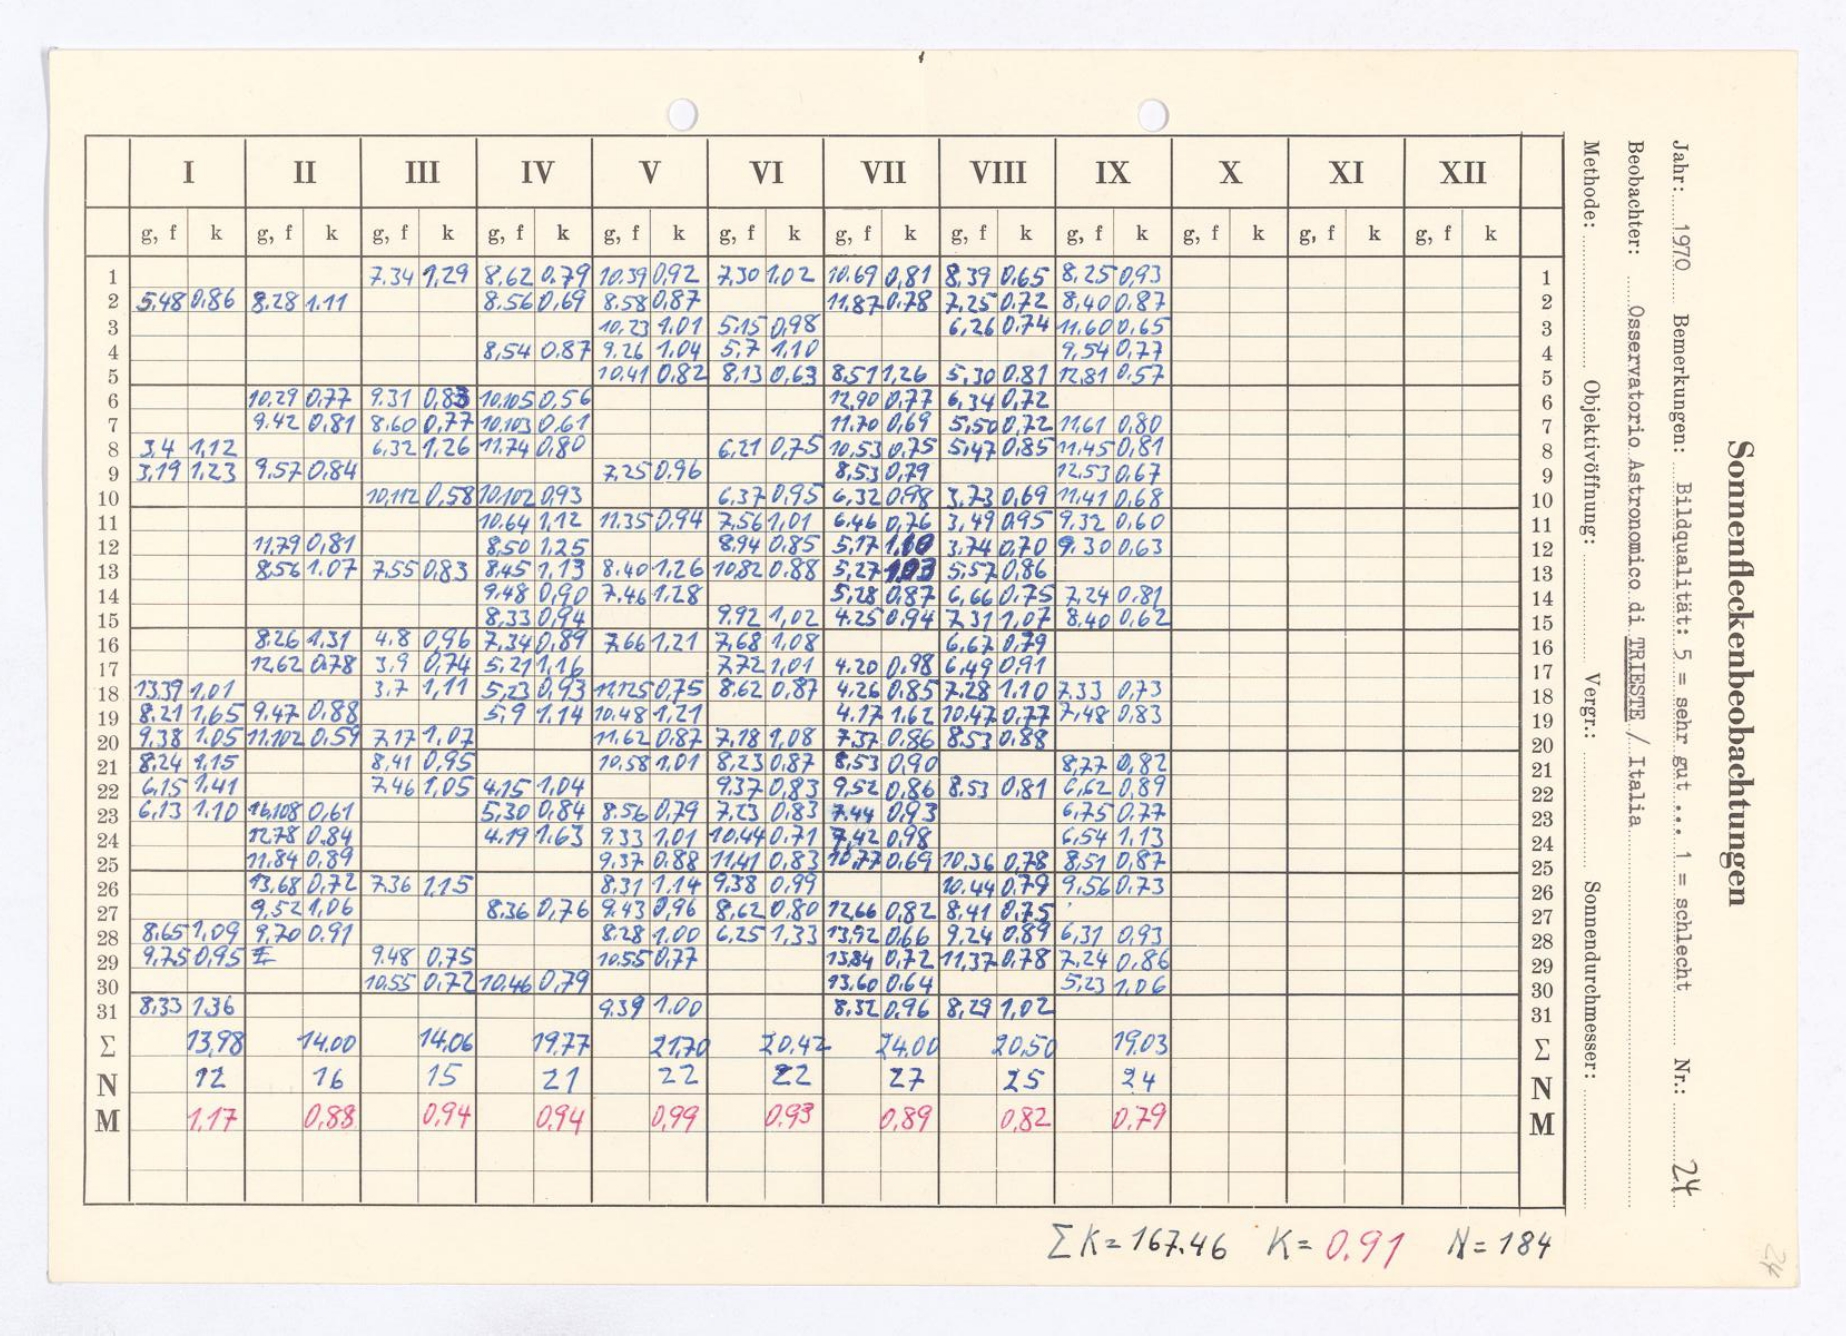 I II III IV V VI VII VIII IX X XI XII
g, f k g, f k g, f k g, f k g, f k g, f k g, f k g, f k g, f k g, f k g, f k g, f k
1 7.34 1,29 8,62 0.79 10.39 0,92 7,30 1.02 10.69 0,81 8,39 0.65 8,25 0,93 1
2 5,48 0,86 8.28 1.11 8.56 0,69 8.58 0,87 11,87 0.78 7,25 0.72 8,40 0.87 2
3 10,23 1.01 5,15 0,98 6,26 0.74 11,60 0,65 3
4 8,54 0.87 9.26 1.04 5,7 1,10 9,54 0,77 4
5 10,41 0,82 8,13 0,63 8,51 1,26 5,30 0.81 12,81 0.57 5
6 10,29 0,77 9.31 0,83 10.105 0,56 12,90 0,77 6,34 0,72 6
7 9.42 0,81 8,60 0,77 10,103 0,61 11.70 0,69 5,50 0,72 11,61 0,80 7
8 3,4 1,12 6,32 1,26 11.74 0,80 6,21 0,75 10,53 0,75 5,47 0,85 11,45 0,81 8
9 3,19 1,23 9,57 0,84 7,25 0.96 8,53 0,79 12,53 0,67 9
10 10,112 0,58 10,102 0,93 6,37 0,95 6,32 0,98 3,73 0,69 11,41 0,68 10
11 10.64 1,12 11.35 0,94 7,56 1,01 6.46 0,76 3,49 0,95 9,32 0,60 11
12 11,79 0,81 8,50 1.25 8,94 0,85 5,17 1,10 3,74 0,70 9,30 0,63 12
13 8,56 1.07 7,55 0,83 8,45 1,13 8.40 1,26 10,82 0.88 5,27 1,03 5,57 0,86 13
14 9.48 0,90 7.46 1.28 5,28 0,87 6,66 0.75 7,24 0.81 14
15 8,33 0,94 9.92 1,02 4.25 0.94 7.31 1,07 8,40 0,62 15
16 8.26 1.31 4.8 0,96 7,34 0,89 7,66 1,21 7,68 1.08 6.67 0,79 16
17 12,62 0.78 3,9 0,74 5,21 1,16 7,72 1,01 4.20 0,98 6,49 0,91 17
18 13.39 1,01 3,7 1,11 5,23 0,93 11,125 0,75 8,62 0,87 4.26 0.85 7.28 1.10 7.33 0,73 18
19 8,21 1,65 9.47 0,88 5,9 1.14 10.48 1,21 4.17 1.62 10,47 0,77 7,48 0,83 19
20 9,38 1.05 11.102 0.59 7,17 1,07 11.62 0,87 7,18 1,08 7,37 0,86 8.53 0,88 20
21 8,24 1,15 8,41 0,95 10,58 1,01 8,23 0,87 8,53 0,90 8,77 0,82 21
22 6,15 1,41 7.46 1,05 4,15 1.04 9,37 0,83 9,52 0,86 8.53 0,81 6,62 0,89 22
23 6,13 1.10 16,108 0,61 5,30 0,84 8.56 0,79 7,23 0,83 7.44 0,93 6,75 0.77 23
24 12.78 0.84 4.19 1.63 9,33 1,01 10,44 0,71 7,42 0,98 6,54 1,13 24
25 11,84 0,89 9,37 0.88 11,41 0,83 10,77 0,69 10,36 0,78 8,51 0,87 25
26 13,68 0,72 7,36 1,15 8,31 1.14 9,38 0,99 10.44 0,79 9,56 0.73 26
27 9,52 1,06 8,36 0,76 9.43 0,96 8,62 0,80 12,66 0,82 8,41 0,75 27
28 8,65 1,09 9,70 0.91 8.28 1.00 6,25 1,33 13,92 0,66 9,24 0,89 6,31 0,93 28
29 9,75 0,95 9.48 0,75 10.55 0,77 13,84 0,72 11,37 0,78 7,24 0,86 29
30 10.55 0,72 10,46 0,79 13,60 0.64 5,23 1.06 30
31 8,33 1.36 9.39 1.00 8,32 0,96 8,29 1,02 31
Σ 13,98 14.00 14,06 19,77 21,70 20.42 24,00 20,50 19,03 Σ
N 12 16 15 21 22 22 27 25 24 N
M 1,17 0,88 0,94 0,94 0,99 0.93 0,89 0,82 0.79 M
Σ K = 167.46 K = 0.91 N = 184
Sonnenfleckenbeobachtungen
Jahr: 1970 Bemerkungen: Bildqualität: 5 = sehr gut ... 1 = schlecht Nr.: 24
Beobachter: Osservatorio Astronomico di TRIESTE / Italia
Methode: Objektivöffnung: Vergr.: Sonnendurchmesser:
24